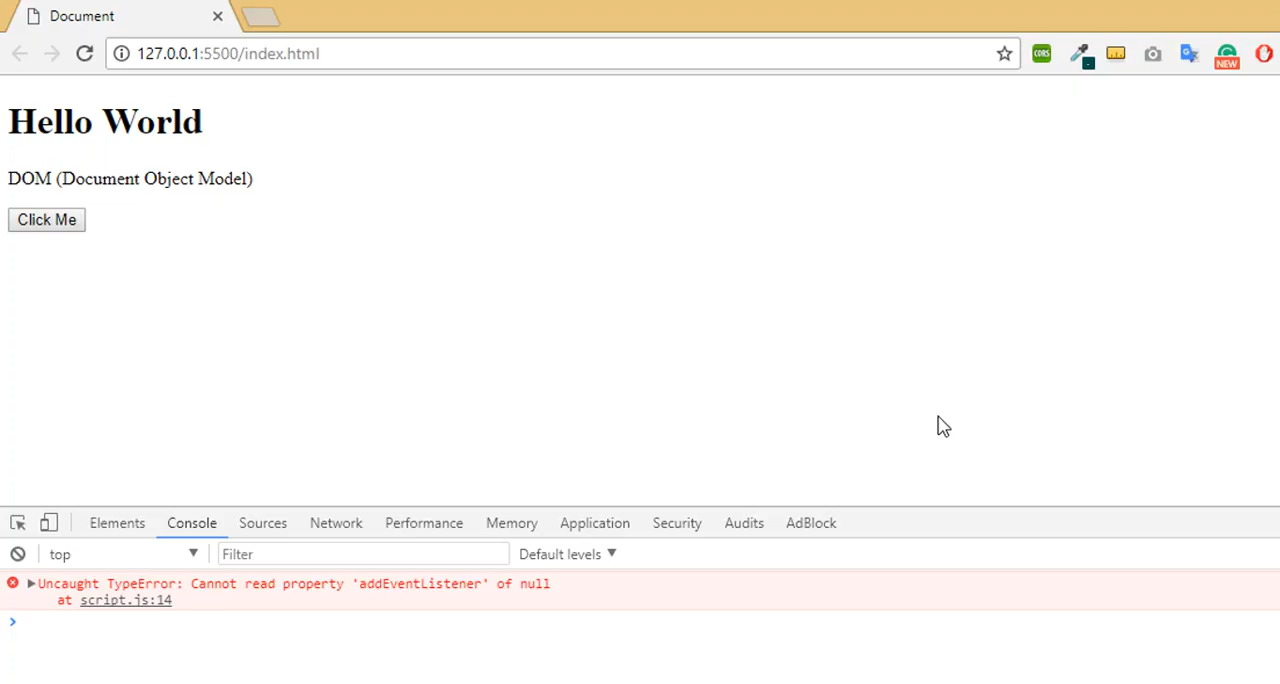 Document
127.0.0.1:5500/index.html
CORS
NEW
Hello World
DOM (Document Object Model)
Click Me
Elements Console Sources Network Performance Memory Application Security Audits AdBlock
top Filter Default levels
Uncaught TypeError: Cannot read property 'addEventListener' of null
at script.js:14